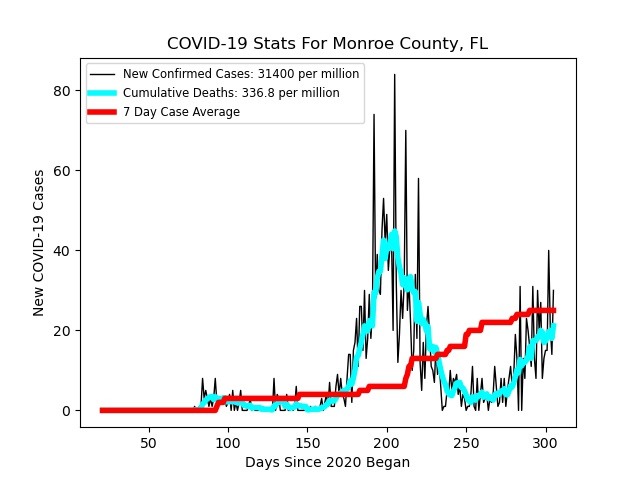 COVID-19 Stats For Monroe County, FL
New Confirmed Cases: 31400 per million
Cumulative Deaths: 336.8 per million
7 Day Case Average
New COVID-19 Cases
80
60
40
20
0
50 100 150 200 250 300
Days Since 2020 Began